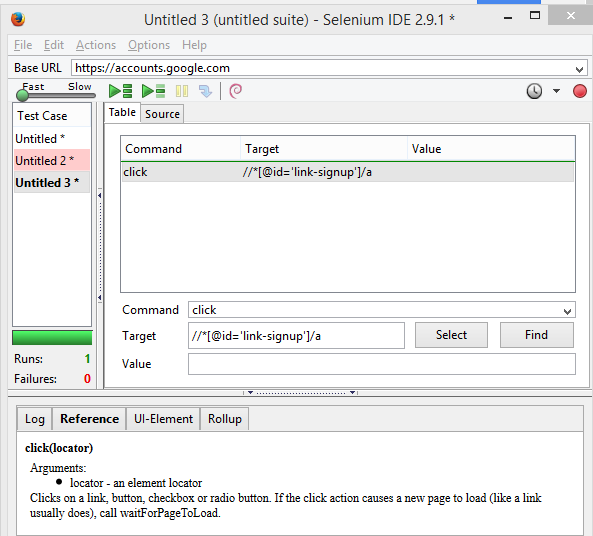 Untitled 3 (untitled suite) - Selenium IDE 2.9.1 *
File Edit Actions Options Help
Base URL https://accounts.google.com
Fast Slow
Test Case
Untitled *
Untitled 2 *
Untitled 3 *
Runs: 1
Failures: 0
Table Source
Command Target Value
click //*[@id='link-signup']/a
Command click
Target //*[@id='link-signup']/a Select Find
Value
Log Reference UI-Element Rollup
click(locator)
Arguments:
• locator - an element locator
Clicks on a link, button, checkbox or radio button. If the click action causes a new page to load (like a link
usually does), call waitForPageToLoad.